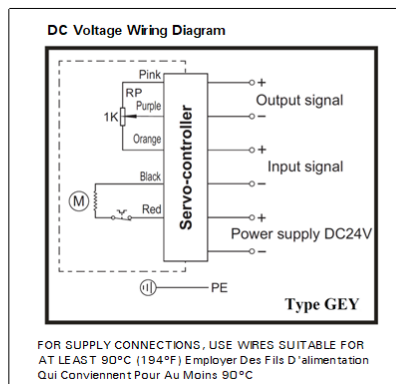 DC Voltage Wiring Diagram
Pink
RP
Purple
1K
Orange
Black
M
Red
Servo-controller
+
Output signal
−
+
Input signal
−
+
Power supply DC24V
−
PE
Type GEY
FOR SUPPLY CONNECTIONS, USE WIRES SUITABLE FOR
AT LEAST 90°C (194°F) Employer Des Fils D'alimentation
Qui Conviennent Pour Au Moins 90°C